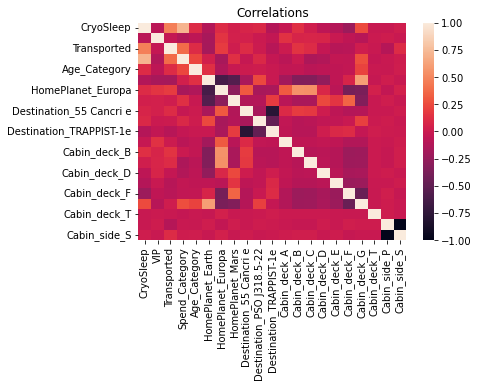 Correlations
CryoSleep
VIP
Transported
Spend_Category
Age_Category
HomePlanet_Earth
HomePlanet_Europa
HomePlanet_Mars
Destination_55 Cancri e
Destination_PSO J318.5-22
Destination_TRAPPIST-1e
Cabin_deck_A
Cabin_deck_B
Cabin_deck_C
Cabin_deck_D
Cabin_deck_E
Cabin_deck_F
Cabin_deck_G
Cabin_deck_T
Cabin_side_P
Cabin_side_S
CryoSleep
Transported
Age_Category
HomePlanet_Europa
Destination_55 Cancri e
Destination_TRAPPIST-1e
Cabin_deck_B
Cabin_deck_D
Cabin_deck_F
Cabin_deck_T
Cabin_side_S
1.00
0.75
0.50
0.25
0.00
−0.25
−0.50
−0.75
−1.00